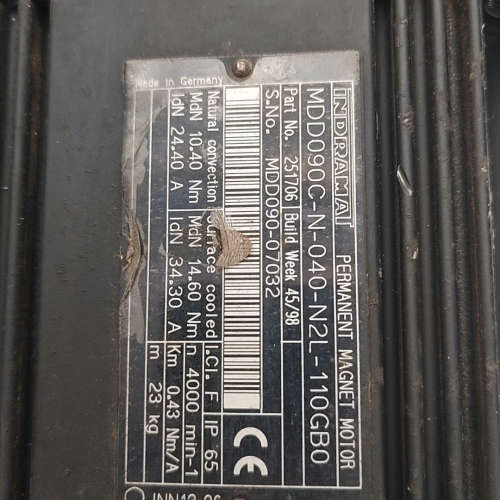 INDRAMAT PERMANENT MAGNET MOTOR
MDD090C-N-040-N2L-110GB0
Part No. 251706 Build Week 45/98
S.No. MDD090-07032
CE
Natural convection Surface cooled I.Cl. F IP 65
MdN 10.40 Nm MdN 14.60 Nm n 4000 min-1
IdN 24.40 A IdN 34.30 A Km 0.43 Nm/A
m 23 kg
Made in Germany